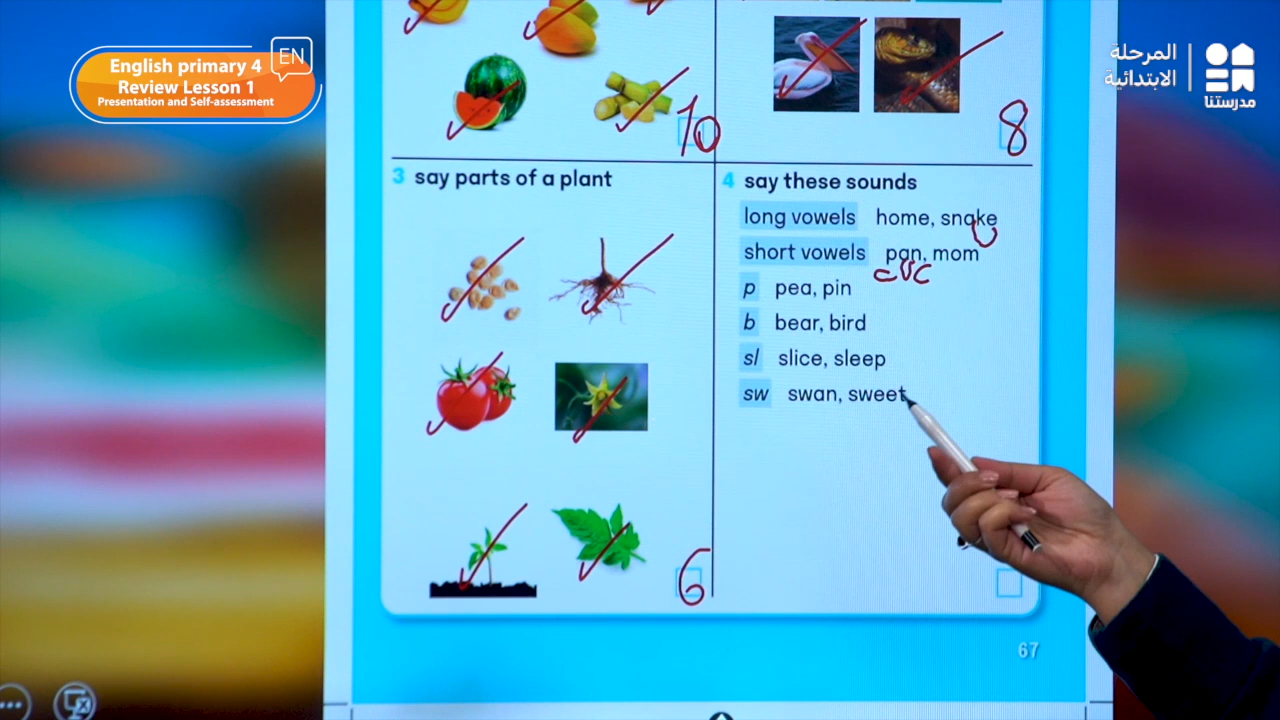 English primary 4
EN
Review Lesson 1
Presentation and Self-assessment
المرحلة
الابتدائية
مدرستنا
10
8
3 say parts of a plant
6
4 say these sounds
long vowels home, snake
short vowels pan, mom
cvc
p pea, pin
b bear, bird
sl slice, sleep
sw swan, sweet
67